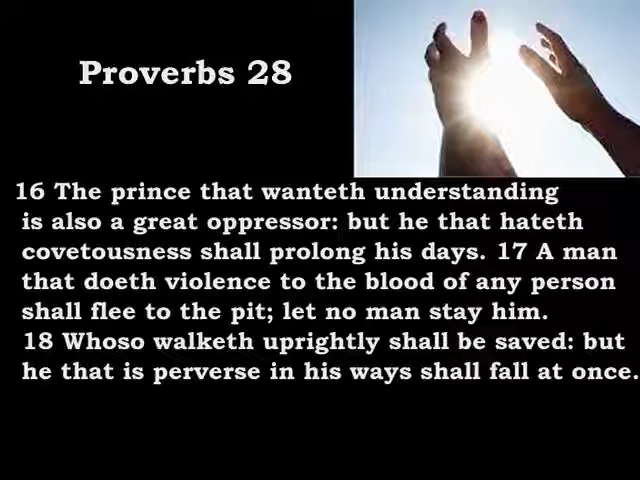 Proverbs 28
16 The prince that wanteth understanding
is also a great oppressor: but he that hateth
covetousness shall prolong his days. 17 A man
that doeth violence to the blood of any person
shall flee to the pit; let no man stay him.
18 Whoso walketh uprightly shall be saved: but
he that is perverse in his ways shall fall at once.